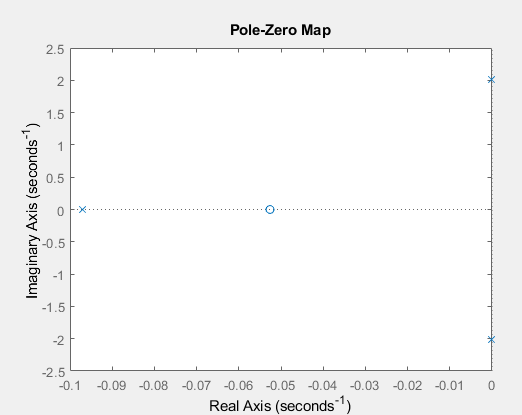 Pole-Zero Map
Imaginary Axis (seconds⁻¹)
2.5
2
1.5
1
0.5
0
-0.5
-1
-1.5
-2
-2.5
-0.1 -0.09 -0.08 -0.07 -0.06 -0.05 -0.04 -0.03 -0.02 -0.01 0
Real Axis (seconds⁻¹)